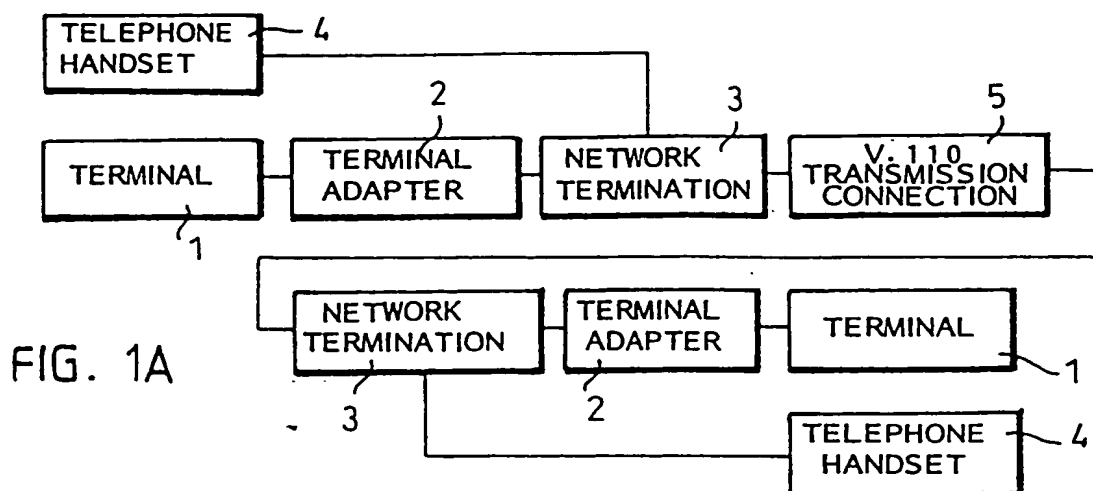 TELEPHONE
HANDSET
4
2
3
5
TERMINAL
TERMINAL
ADAPTER
NETWORK
TERMINATION
V. 110
TRANSMISSION
CONNECTION
1
NETWORK
TERMINATION
TERMINAL
ADAPTER
TERMINAL
FIG. 1A
3
2
1
TELEPHONE
HANDSET
4